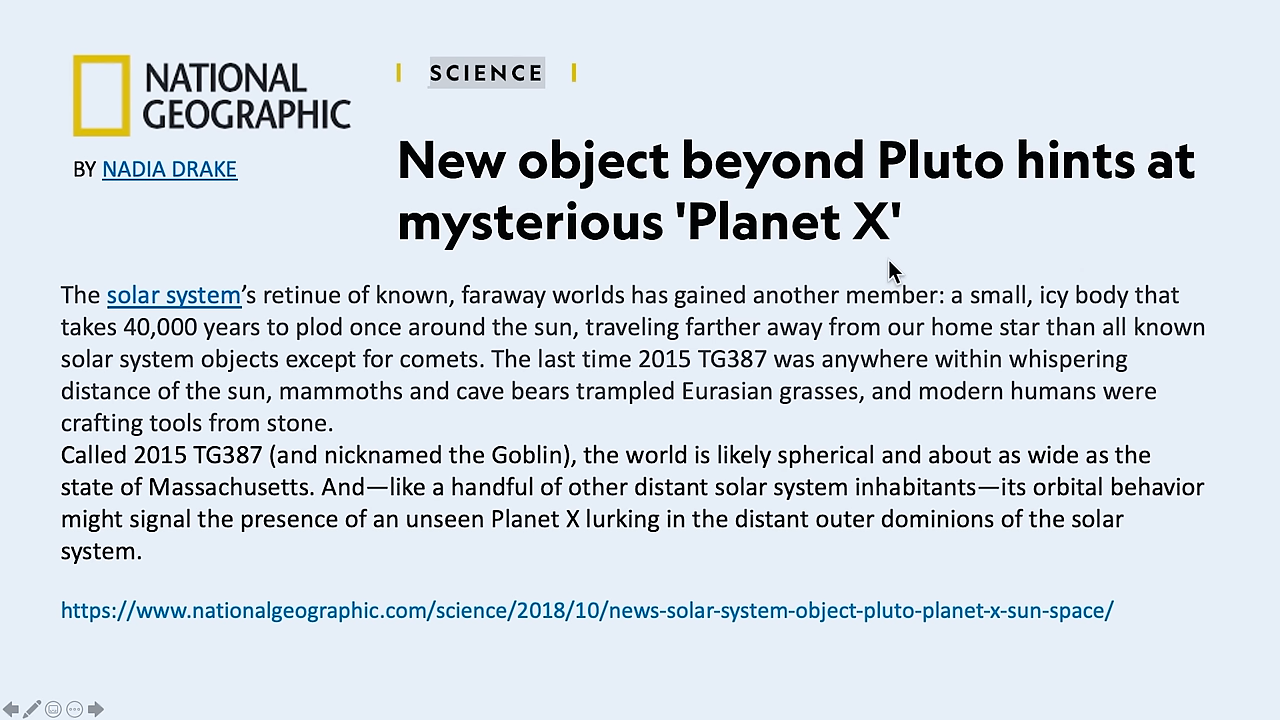 NATIONAL
GEOGRAPHIC
SCIENCE
BY NADIA DRAKE
New object beyond Pluto hints at
mysterious 'Planet X'
The solar system’s retinue of known, faraway worlds has gained another member: a small, icy body that
takes 40,000 years to plod once around the sun, traveling farther away from our home star than all known
solar system objects except for comets. The last time 2015 TG387 was anywhere within whispering
distance of the sun, mammoths and cave bears trampled Eurasian grasses, and modern humans were
crafting tools from stone.
Called 2015 TG387 (and nicknamed the Goblin), the world is likely spherical and about as wide as the
state of Massachusetts. And—like a handful of other distant solar system inhabitants—its orbital behavior
might signal the presence of an unseen Planet X lurking in the distant outer dominions of the solar
system.
https://www.nationalgeographic.com/science/2018/10/news-solar-system-object-pluto-planet-x-sun-space/